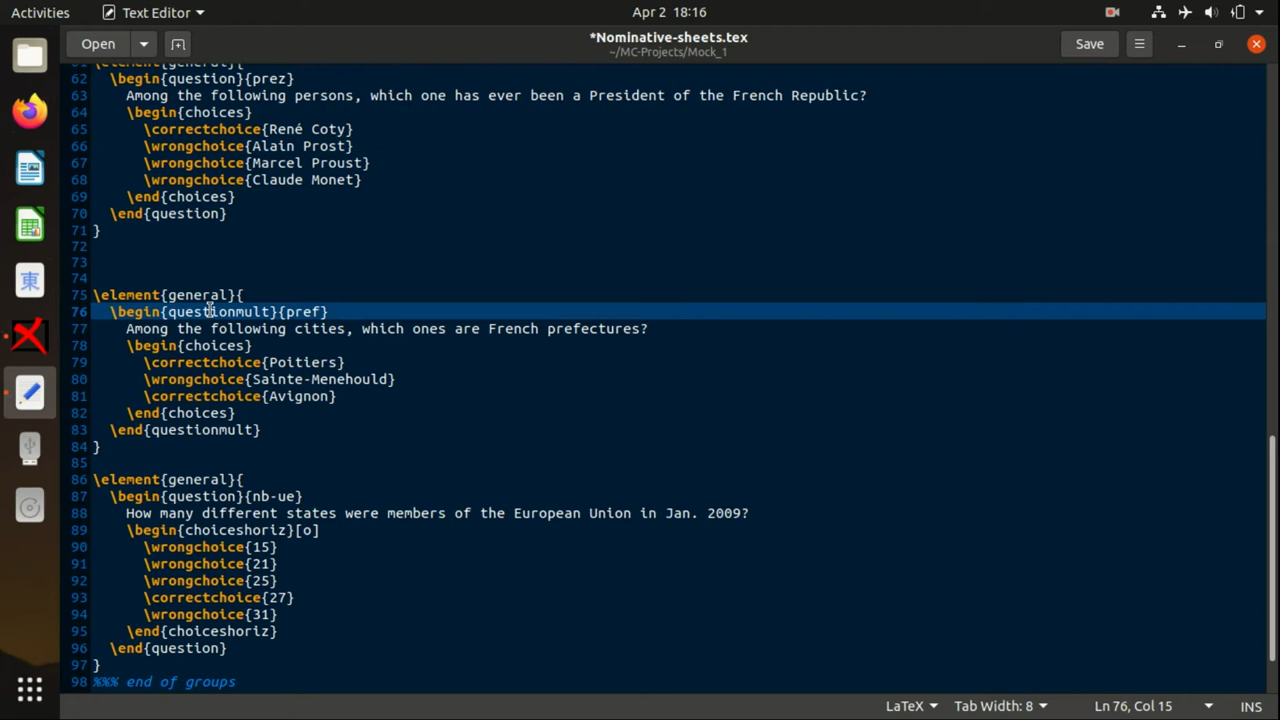 Activities Text Editor Apr 2 18:16
Open *Nominative-sheets.tex Save
~/MC-Projects/Mock_1
61 \element{general}{
62 \begin{question}{prez}
63 Among the following persons, which one has ever been a President of the French Republic?
64 \begin{choices}
65 \correctchoice{René Coty}
66 \wrongchoice{Alain Prost}
67 \wrongchoice{Marcel Proust}
68 \wrongchoice{Claude Monet}
69 \end{choices}
70 \end{question}
71 }
72
73
74
75 \element{general}{
76 \begin{questionmult}{pref}
77 Among the following cities, which ones are French prefectures?
78 \begin{choices}
79 \correctchoice{Poitiers}
80 \wrongchoice{Sainte-Menehould}
81 \correctchoice{Avignon}
82 \end{choices}
83 \end{questionmult}
84 }
85
86 \element{general}{
87 \begin{question}{nb-ue}
88 How many different states were members of the European Union in Jan. 2009?
89 \begin{choiceshoriz}[o]
90 \wrongchoice{15}
91 \wrongchoice{21}
92 \wrongchoice{25}
93 \correctchoice{27}
94 \wrongchoice{31}
95 \end{choiceshoriz}
96 \end{question}
97 }
98 %%% end of groups
LaTeX Tab Width: 8 Ln 76, Col 15 INS
東